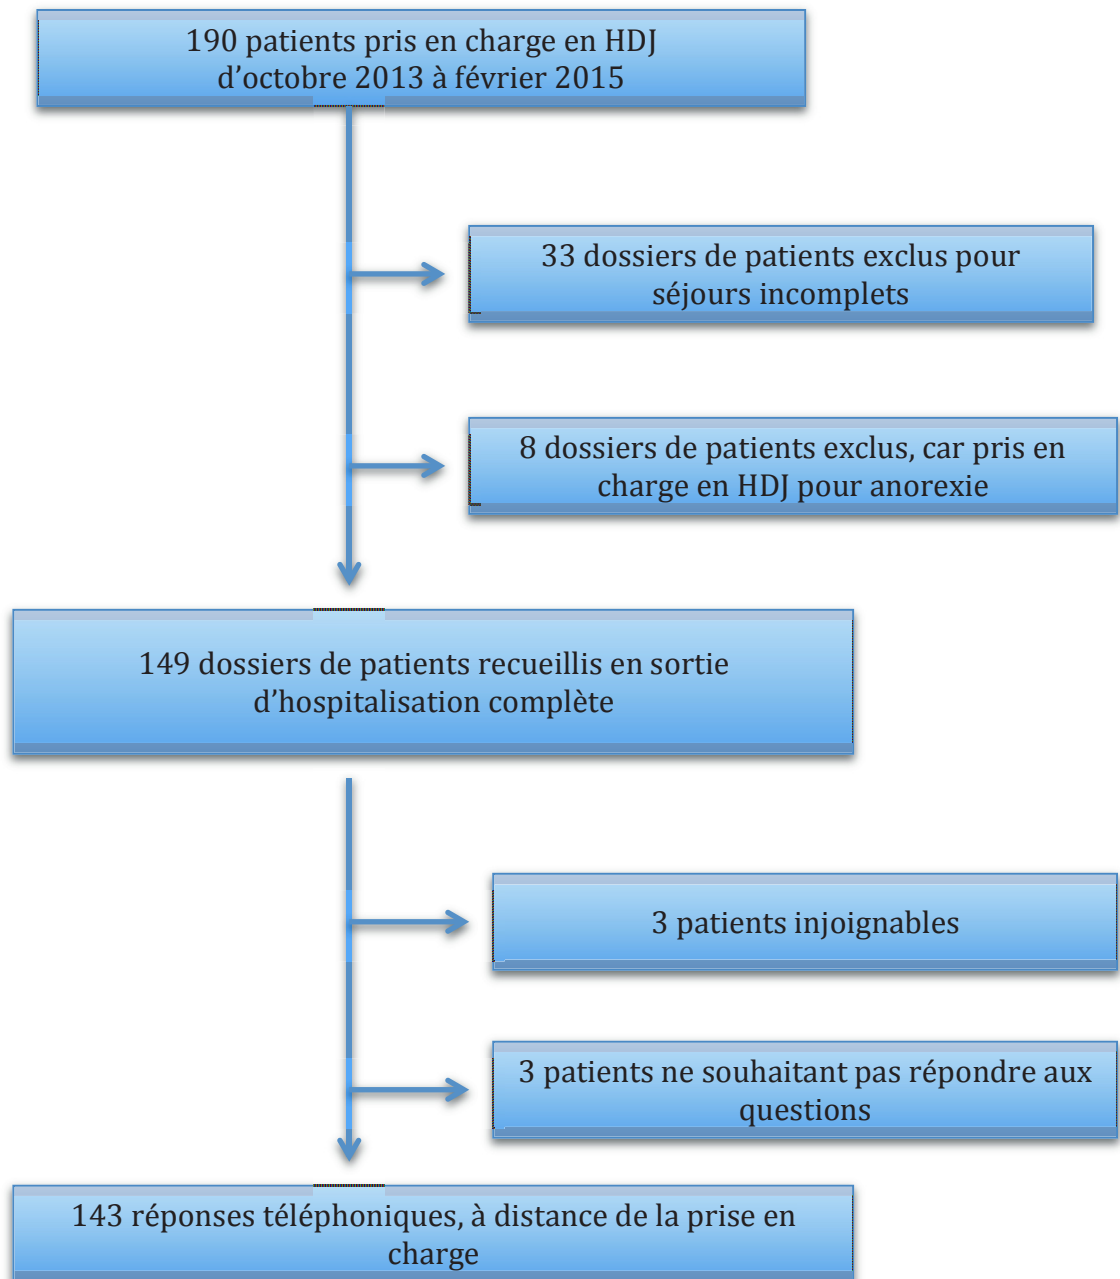 190 patients pris en charge en HDJ
d’octobre 2013 à février 2015
33 dossiers de patients exclus pour
séjours incomplets
8 dossiers de patients exclus, car pris en
charge en HDJ pour anorexie
149 dossiers de patients recueillis en sortie
d’hospitalisation complète
3 patients injoignables
3 patients ne souhaitant pas répondre aux
questions
143 réponses téléphoniques, à distance de la prise en
charge